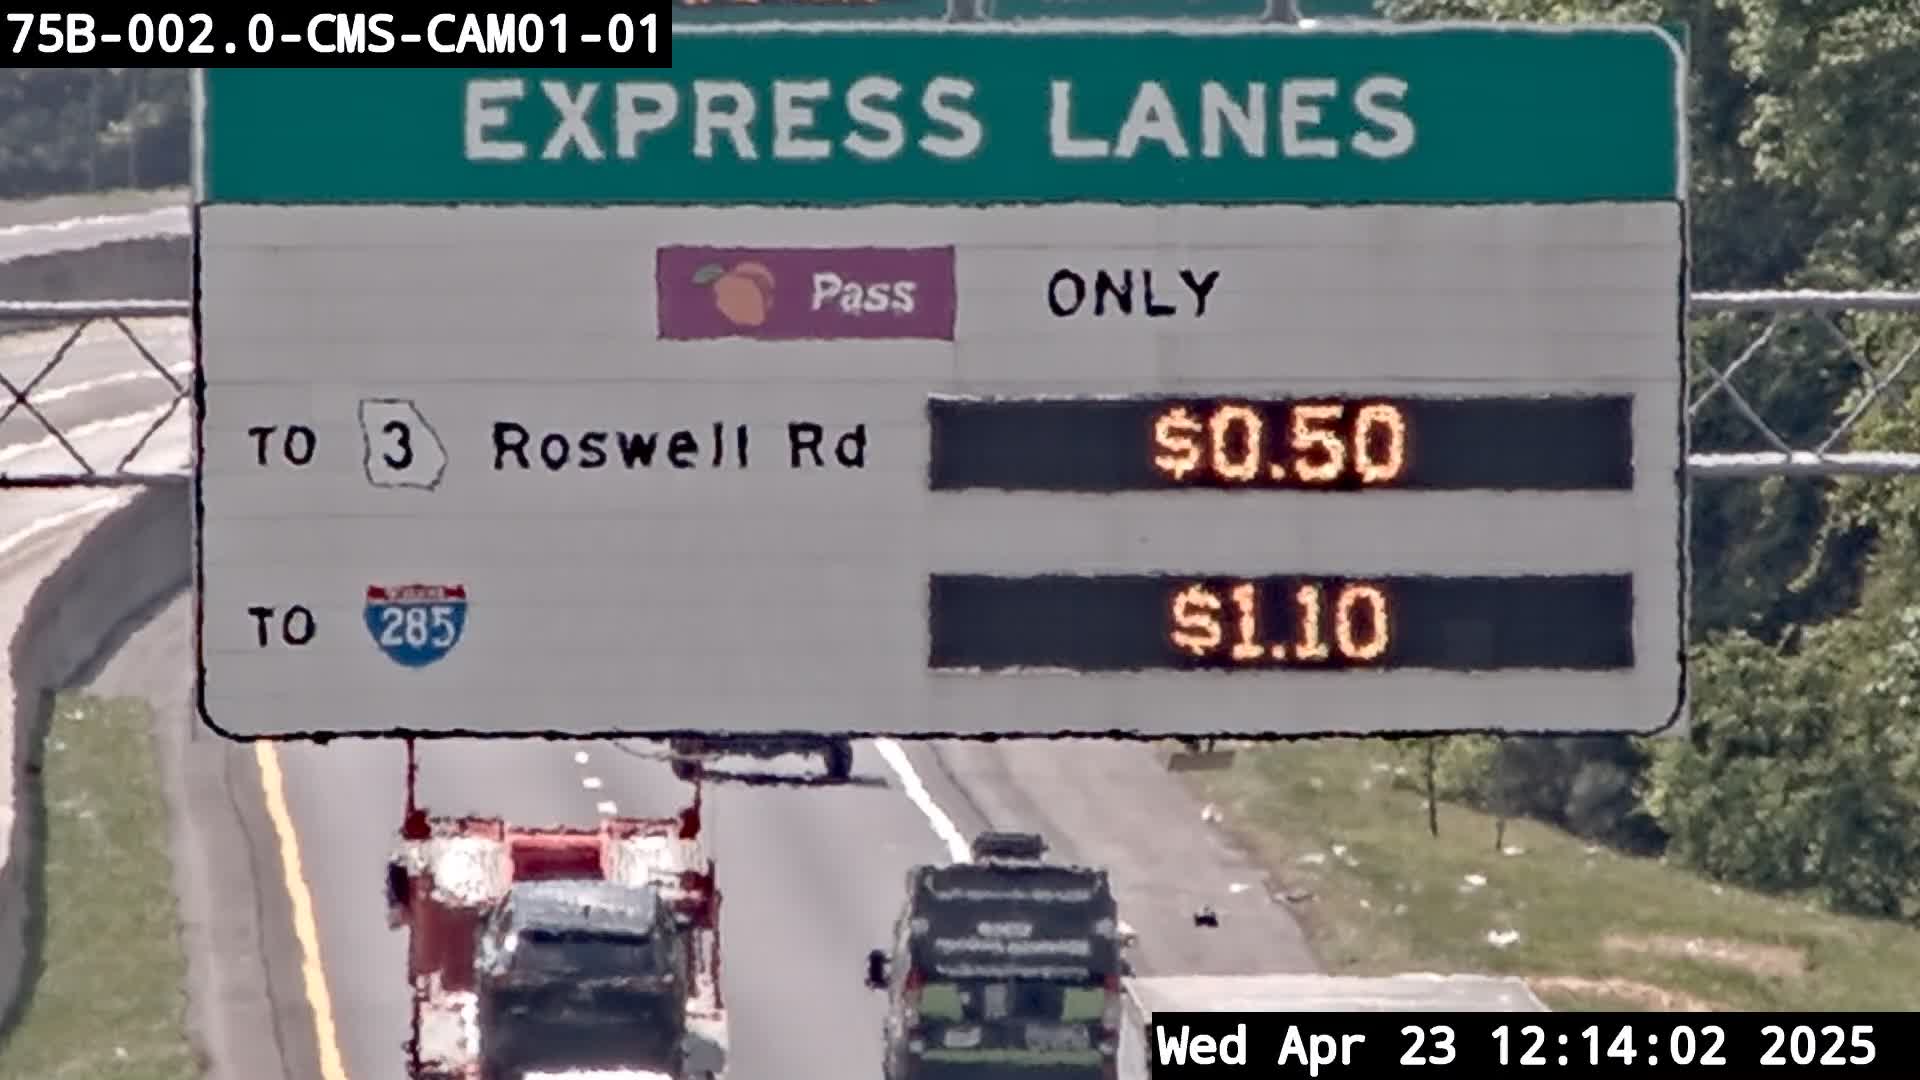 75B-002.0-CMS-CAM01-01
EXPRESS LANES
Pass ONLY
TO 3 Roswell Rd $0.50
TO 285 $1.10
Wed Apr 23 12:14:02 2025